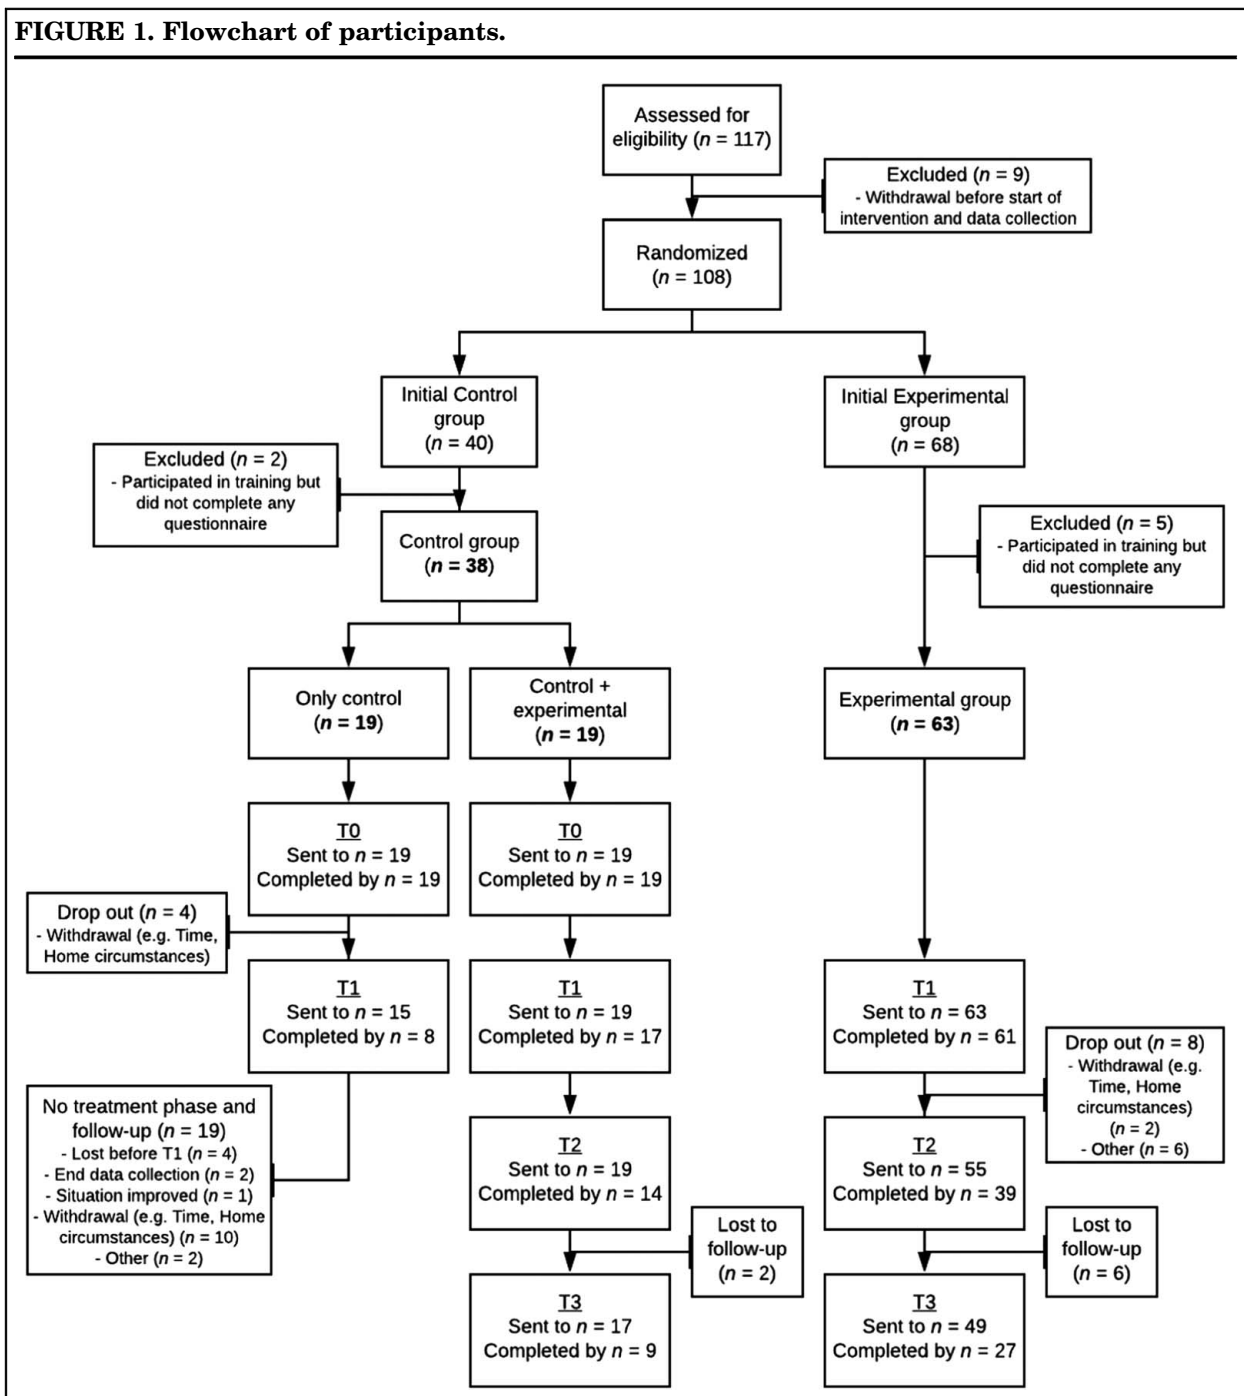 FIGURE 1. Flowchart of participants.
Assessed for
eligibility (n = 117)
Excluded (n = 9)
- Withdrawal before start of
intervention and data collection
Randomized
(n = 108)
Initial Control
group
(n = 40)
Initial Experimental
group
(n = 68)
Excluded (n = 2)
- Participated in training but
did not complete any
questionnaire
Excluded (n = 5)
- Participated in training but
did not complete any
questionnaire
Control group
(n = 38)
Only control
(n = 19)
Control +
experimental
(n = 19)
Experimental group
(n = 63)
T0
Sent to n = 19
Completed by n = 19
T0
Sent to n = 19
Completed by n = 19
Drop out (n = 4)
- Withdrawal (e.g. Time,
Home circumstances)
T1
Sent to n = 15
Completed by n = 8
T1
Sent to n = 19
Completed by n = 17
T1
Sent to n = 63
Completed by n = 61
Drop out (n = 8)
- Withdrawal (e.g.
Time, Home
circumstances)
(n = 2)
- Other (n = 6)
No treatment phase and
follow-up (n = 19)
- Lost before T1 (n = 4)
- End data collection (n = 2)
- Situation improved (n = 1)
- Withdrawal (e.g. Time, Home
circumstances) (n = 10)
- Other (n = 2)
T2
Sent to n = 19
Completed by n = 14
T2
Sent to n = 55
Completed by n = 39
Lost to
follow-up
(n = 2)
Lost to
follow-up
(n = 6)
T3
Sent to n = 17
Completed by n = 9
T3
Sent to n = 49
Completed by n = 27